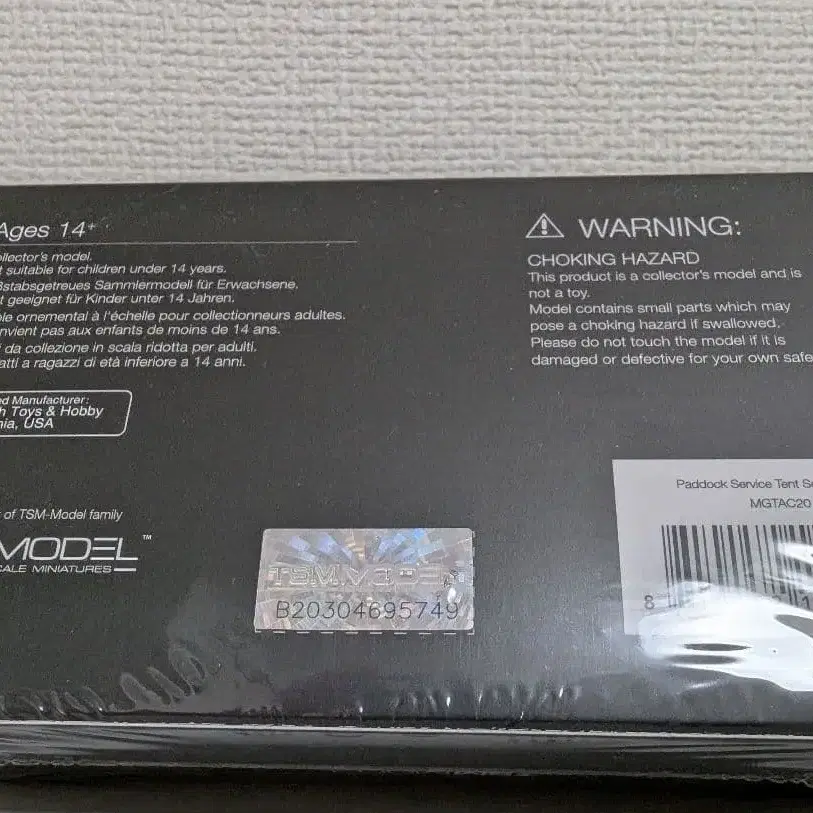 Ages 14+
ollector's model.
t suitable for children under 14 years.
ßstabsgetreues Sammlermodell für Erwachsene.
t geeignet für Kinder unter 14 Jahren.
ble ornemental à l'échelle pour collectionneurs adultes.
nvient pas aux enfants de moins de 14 ans.
i da collezione in scala ridotta per adulti.
atti a ragazzi di età inferiore a 14 anni.
ed Manufacturer:
h Toys & Hobby
nia, USA
t of TSM-Model family
MODEL™
CALE MINIATURES
TSM.MODEL
B20304695749
⚠ WARNING:
CHOKING HAZARD
This product is a collector's model and is
not a toy.
Model contains small parts which may
pose a choking hazard if swallowed.
Please do not touch the model if it is
damaged or defective for your own safe
Paddock Service Tent Se
MGTAC20
8